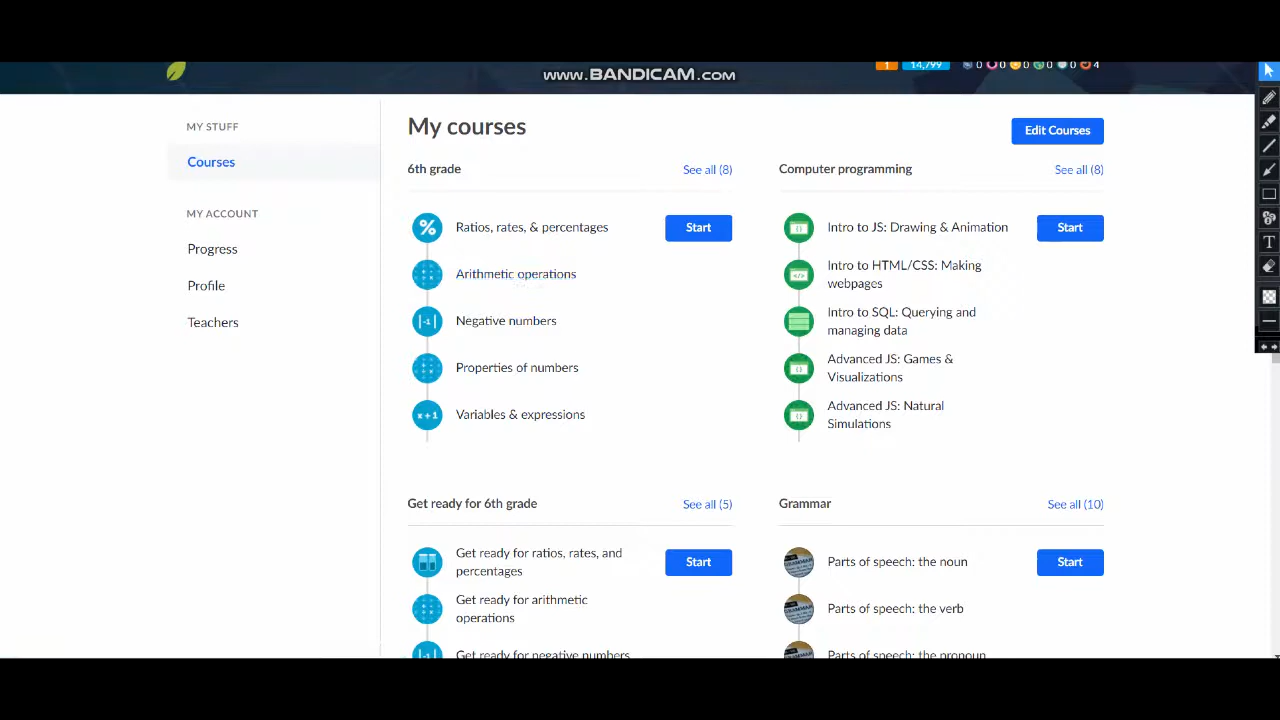 www.BANDICAM.com
1 14,799 0 0 0 0 0 4
MY STUFF
Courses
MY ACCOUNT
Progress
Profile
Teachers
My courses
Edit Courses
6th grade
See all (8)
Ratios, rates, & percentages
Start
Arithmetic operations
Negative numbers
Properties of numbers
Variables & expressions
Computer programming
See all (8)
Intro to JS: Drawing & Animation
Start
Intro to HTML/CSS: Making
webpages
Intro to SQL: Querying and
managing data
Advanced JS: Games &
Visualizations
Advanced JS: Natural
Simulations
Get ready for 6th grade
See all (5)
Get ready for ratios, rates, and
percentages
Start
Get ready for arithmetic
operations
Get ready for negative numbers
Grammar
See all (10)
Parts of speech: the noun
Start
Parts of speech: the verb
Parts of speech: the pronoun